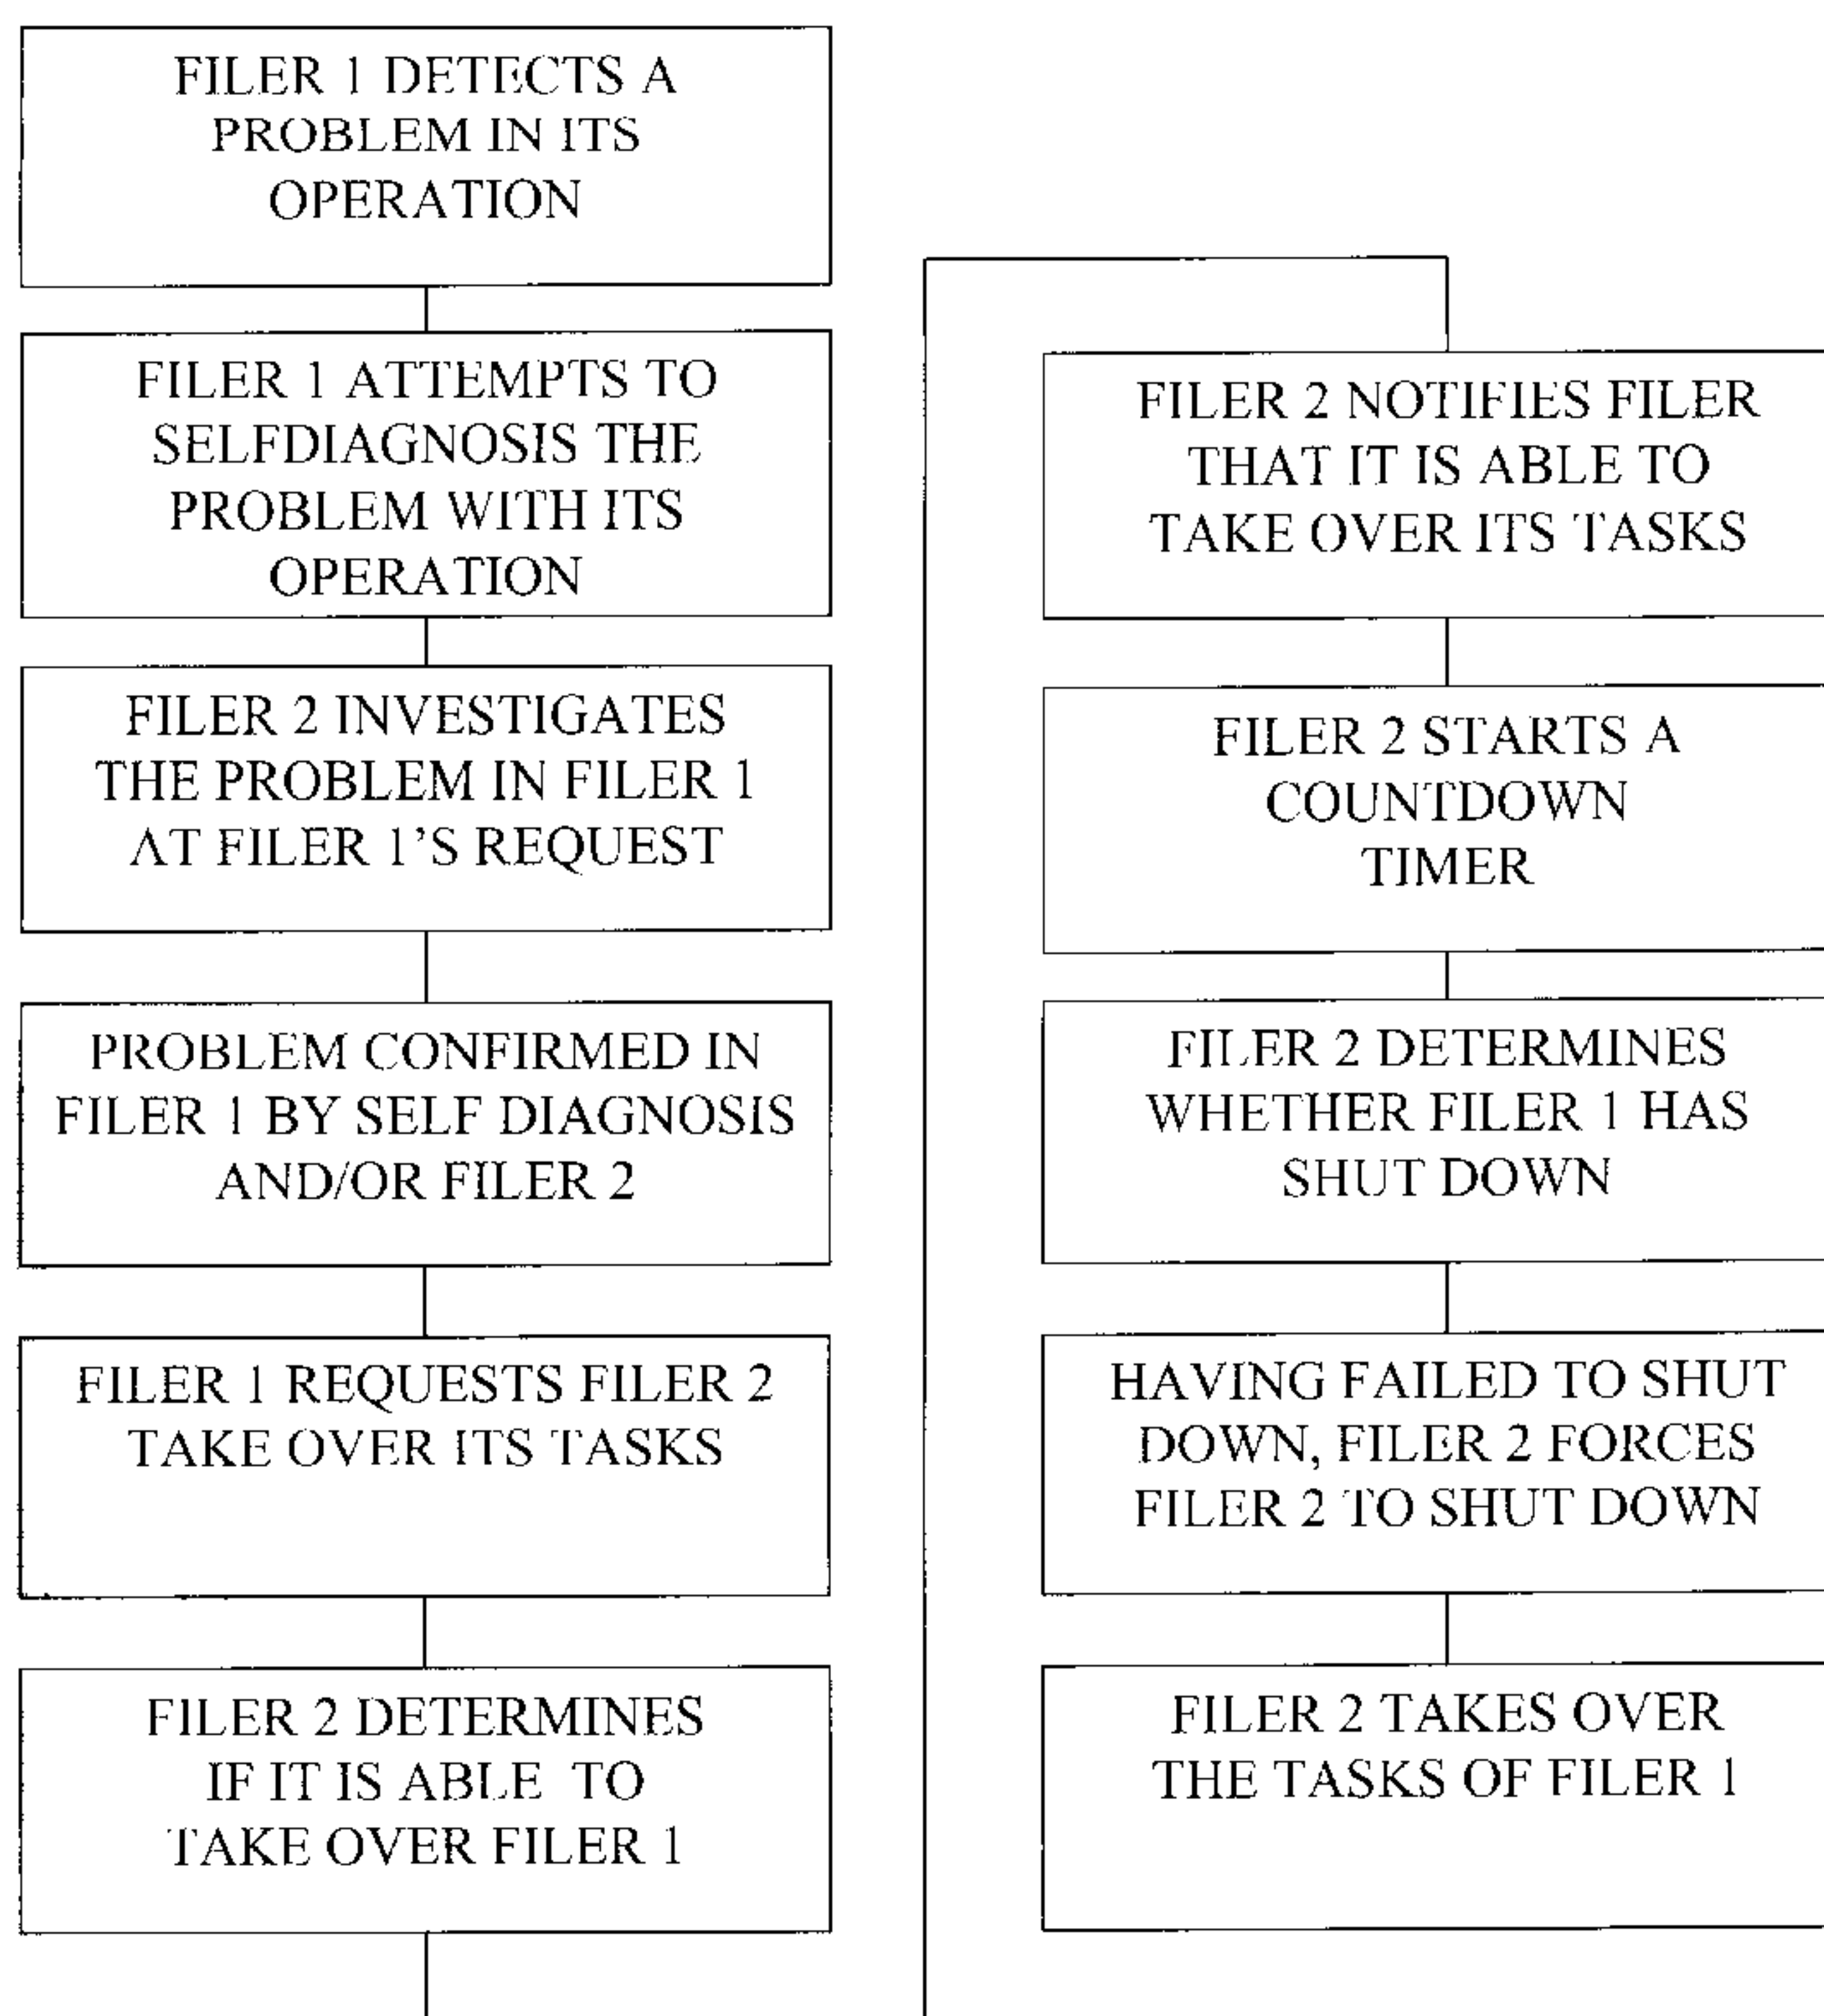 FILER 1 DETECTS A
PROBLEM IN ITS
OPERATION
FILER 1 ATTEMPTS TO
SELFDIAGNOSIS THE
PROBLEM WITH ITS
OPERATION
FILER 2 INVESTIGATES
THE PROBLEM IN FILER 1
AT FILER 1’S REQUEST
PROBLEM CONFIRMED IN
FILER 1 BY SELF DIAGNOSIS
AND/OR FILER 2
FILER 1 REQUESTS FILER 2
TAKE OVER ITS TASKS
FILER 2 DETERMINES
IF IT IS ABLE TO
TAKE OVER FILER 1
FILER 2 NOTIFIES FILER
THAT IT IS ABLE TO
TAKE OVER ITS TASKS
FILER 2 STARTS A
COUNTDOWN
TIMER
FILER 2 DETERMINES
WHETHER FILER 1 HAS
SHUT DOWN
HAVING FAILED TO SHUT
DOWN, FILER 2 FORCES
FILER 2 TO SHUT DOWN
FILER 2 TAKES OVER
THE TASKS OF FILER 1